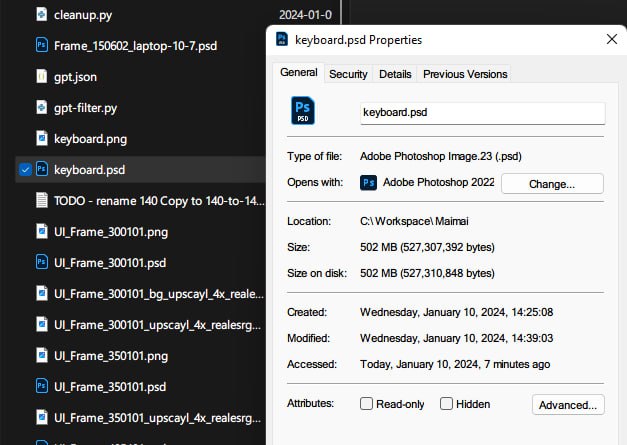 cleanup.py
2024-01-0
Frame_150602_laptop-10-7.psd
gpt.json
gpt-filter.py
keyboard.png
keyboard.psd
TODO - rename 140 Copy to 140-to-14...
UI_Frame_300101.png
UI_Frame_300101.psd
UI_Frame_300101_bg_upscayl_4x_reale...
UI_Frame_300101_upscayl_4x_realesrg...
UI_Frame_350101.png
UI_Frame_350101.psd
UI_Frame_350101_upscayl_4x_realesrg...
keyboard.psd Properties
General Security Details Previous Versions
Ps PSD
keyboard.psd
Type of file: Adobe Photoshop Image.23 (.psd)
Opens with: Ps Adobe Photoshop 2022 Change...
Location: C:\ Workspace\ Maimai
Size: 502 MB (527,307,392 bytes)
Size on disk: 502 MB (527,310,848 bytes)
Created: Wednesday, January 10, 2024, 14:25:08
Modified: Wednesday, January 10, 2024, 14:39:03
Accessed: Today, January 10, 2024, 7 minutes ago
Attributes: Read-only Hidden Advanced...